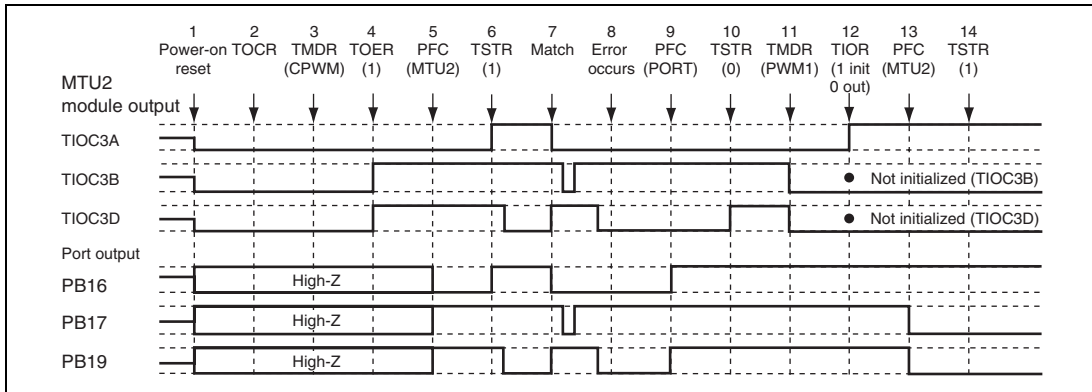 1 2 3 4 5 6 7 8 9 10 11 12 13 14
Power-on TOCR TMDR TOER PFC TSTR Match Error PFC TSTR TMDR TIOR PFC TSTR
reset (CPWM) (1) (MTU2) (1) occurs (PORT) (0) (PWM1) (1 init (MTU2) (1)
0 out)
MTU2
module output
TIOC3A
TIOC3B
Not initialized (TIOC3B)
TIOC3D
Not initialized (TIOC3D)
Port output
PB16
High-Z
PB17
High-Z
PB19
High-Z